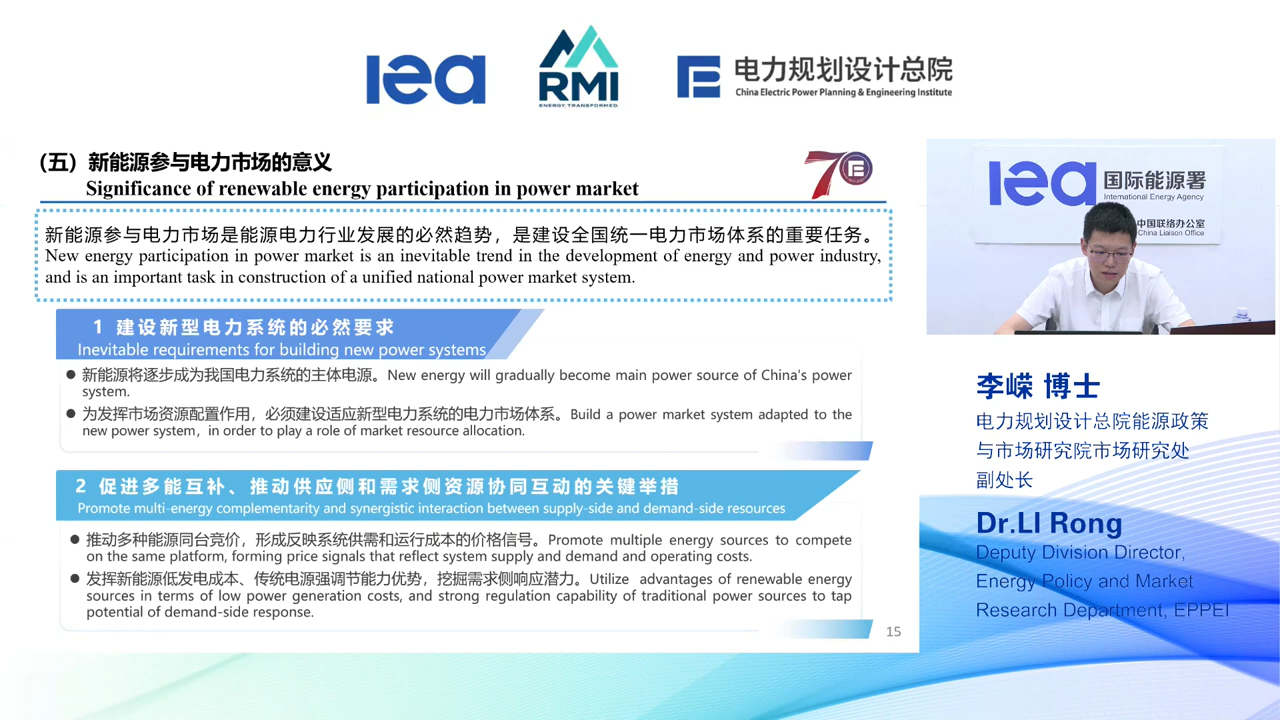 iea
RMI
ENERGY. TRANSFORMED.
电力规划设计总院
China Electric Power Planning & Engineering Institute
（五）新能源参与电力市场的意义
Significance of renewable energy participation in power market
新能源参与电力市场是能源电力行业发展的必然趋势，是建设全国统一电力市场体系的重要任务。
New energy participation in power market is an inevitable trend in the development of energy and power industry,
and is an important task in construction of a unified national power market system.
1 建设新型电力系统的必然要求
Inevitable requirements for building new power systems
● 新能源将逐步成为我国电力系统的主体电源。New energy will gradually become main power source of China's power
system.
● 为发挥市场资源配置作用，必须建设适应新型电力系统的电力市场体系。Build a power market system adapted to the
new power system，in order to play a role of market resource allocation.
2 促进多能互补、推动供应侧和需求侧资源协同互动的关键举措
Promote multi-energy complementarity and synergistic interaction between supply-side and demand-side resources
● 推动多种能源同台竞价，形成反映系统供需和运行成本的价格信号。Promote multiple energy sources to compete
on the same platform, forming price signals that reflect system supply and demand and operating costs.
● 发挥新能源低发电成本、传统电源强调节能力优势，挖掘需求侧响应潜力。Utilize advantages of renewable energy
sources in terms of low power generation costs, and strong regulation capability of traditional power sources to tap
potential of demand-side response.
15
iea 国际能源署
International Energy Agency
中国联络办公室
China Liaison Office
李嵘 博士
电力规划设计总院能源政策
与市场研究院市场研究处
副处长
Dr.LI Rong
Deputy Division Director,
Energy Policy and Market
Research Department, EPPEI